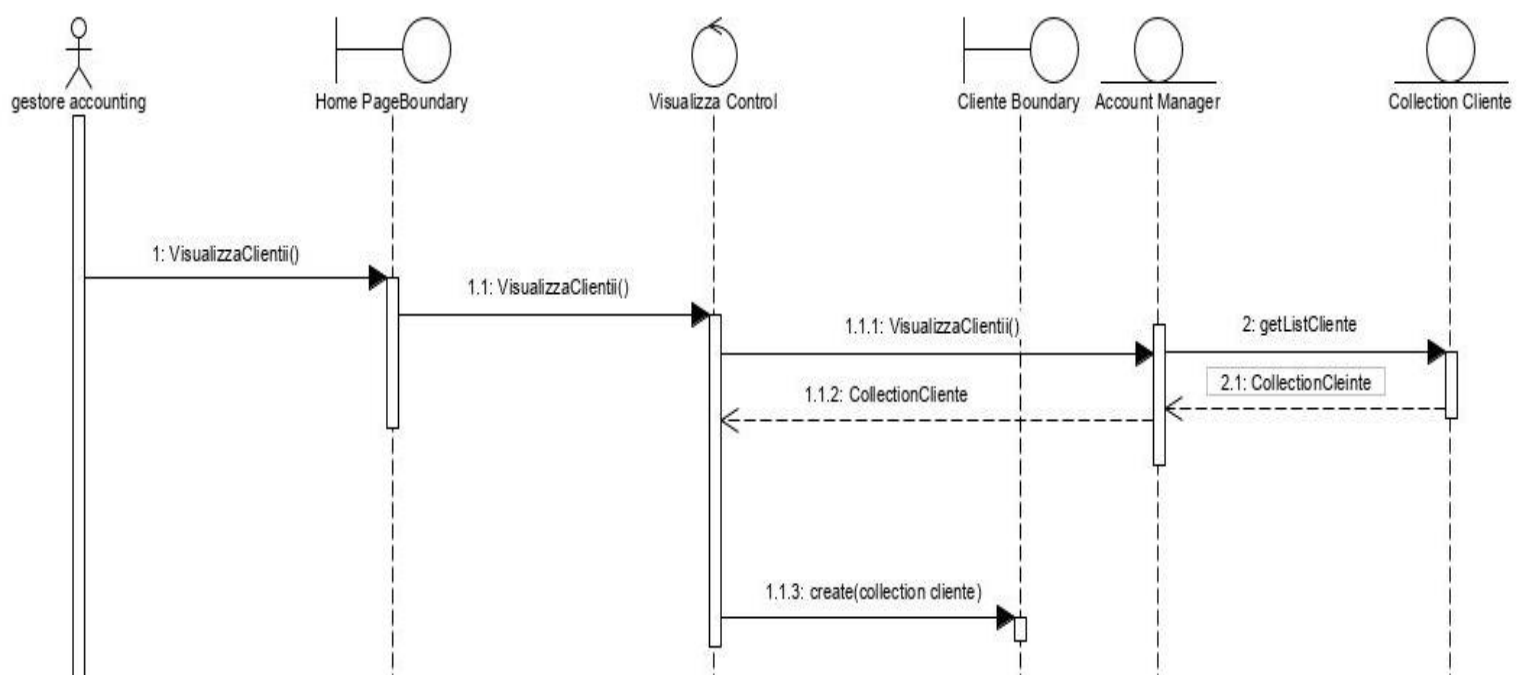 gestore accounting
Home PageBoundary
Visualizza Control
Cliente Boundary
Account Manager
Collection Cliente
1: VisualizzaClientii()
1.1: VisualizzaClientii()
1.1.1: VisualizzaClientii()
2: getListCliente
2.1: CollectionCleinte
1.1.2: CollectionCliente
1.1.3: create(collection cliente)